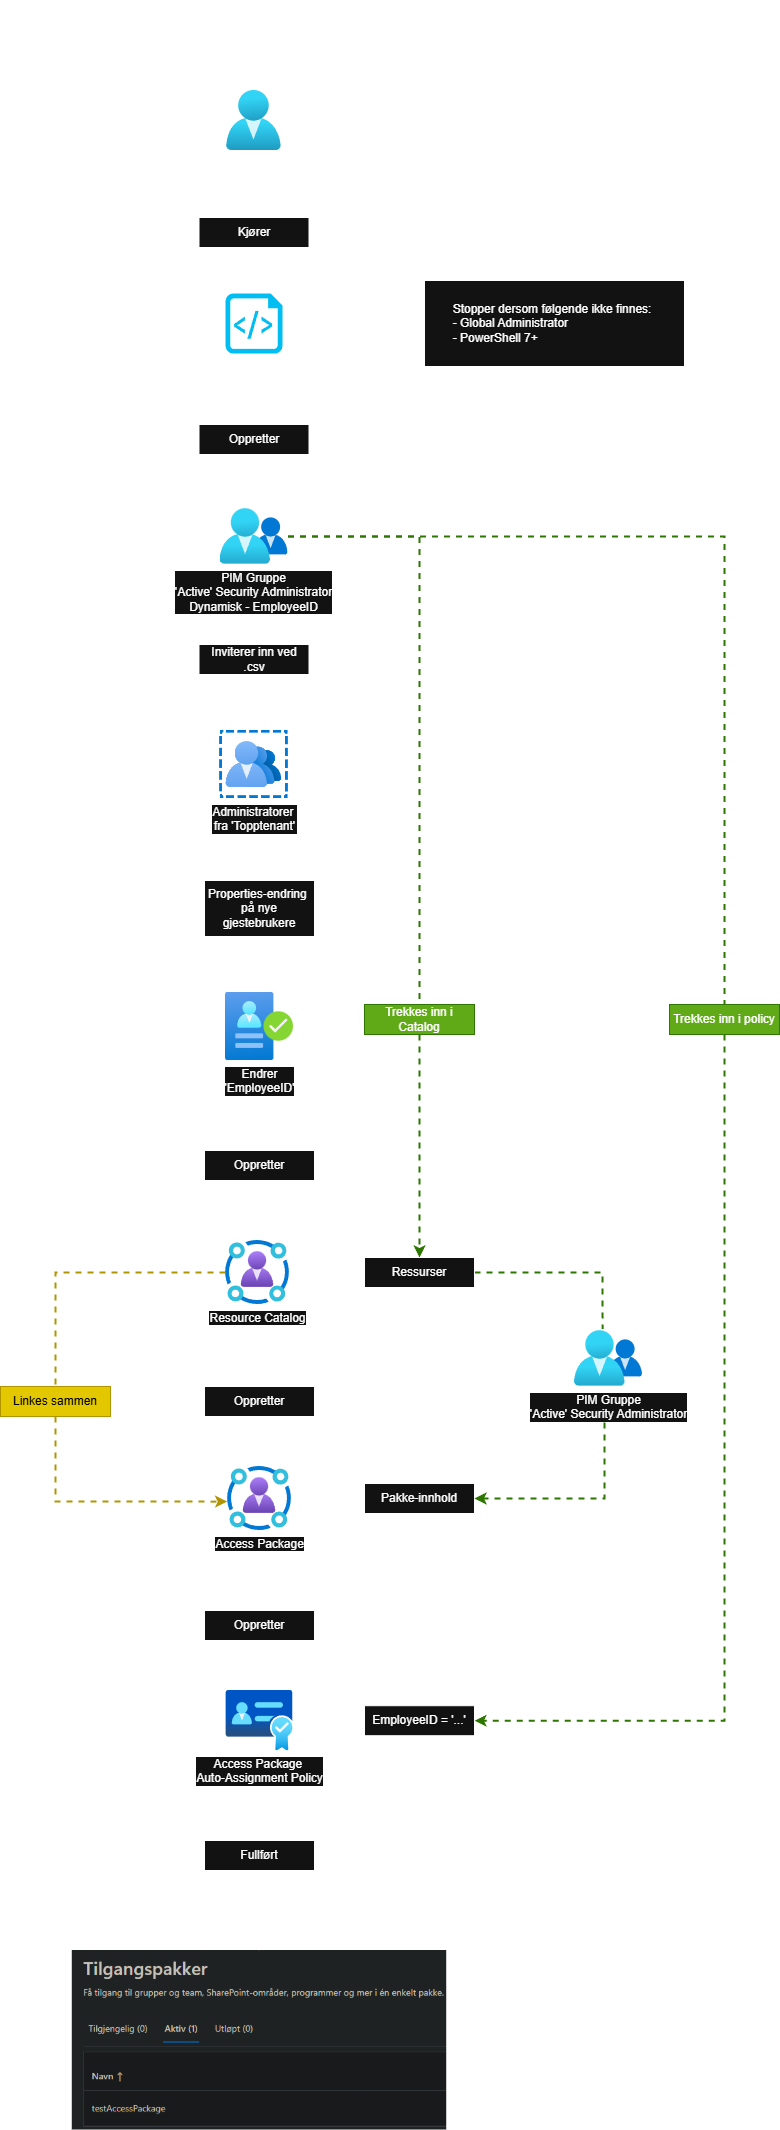 Kjører
Stopper dersom følgende ikke finnes:
- Global Administrator
- PowerShell 7+
Oppretter
PIM Gruppe
'Active' Security Administrator
Dynamisk - EmployeeID
Inviterer inn ved
.csv
Administratorer
fra 'Topptenant'
Properties-endring
på nye
gjestebrukere
Trekkes inn i
Catalog
Trekkes inn i policy
Endrer
'EmployeeID'
Oppretter
Ressurser
Resource Catalog
Linkes sammen
Oppretter
PIM Gruppe
'Active' Security Administrator
Pakke-innhold
Access Package
Oppretter
EmployeeID = '...'
Access Package
Auto-Assignment Policy
Fullført
Tilgangspakker
Få tilgang til grupper og team, SharePoint-områder, programmer og mer i én enkelt pakke.
Tilgjengelig (0) Aktiv (1) Utløpt (0)
Navn ↑
testAccessPackage